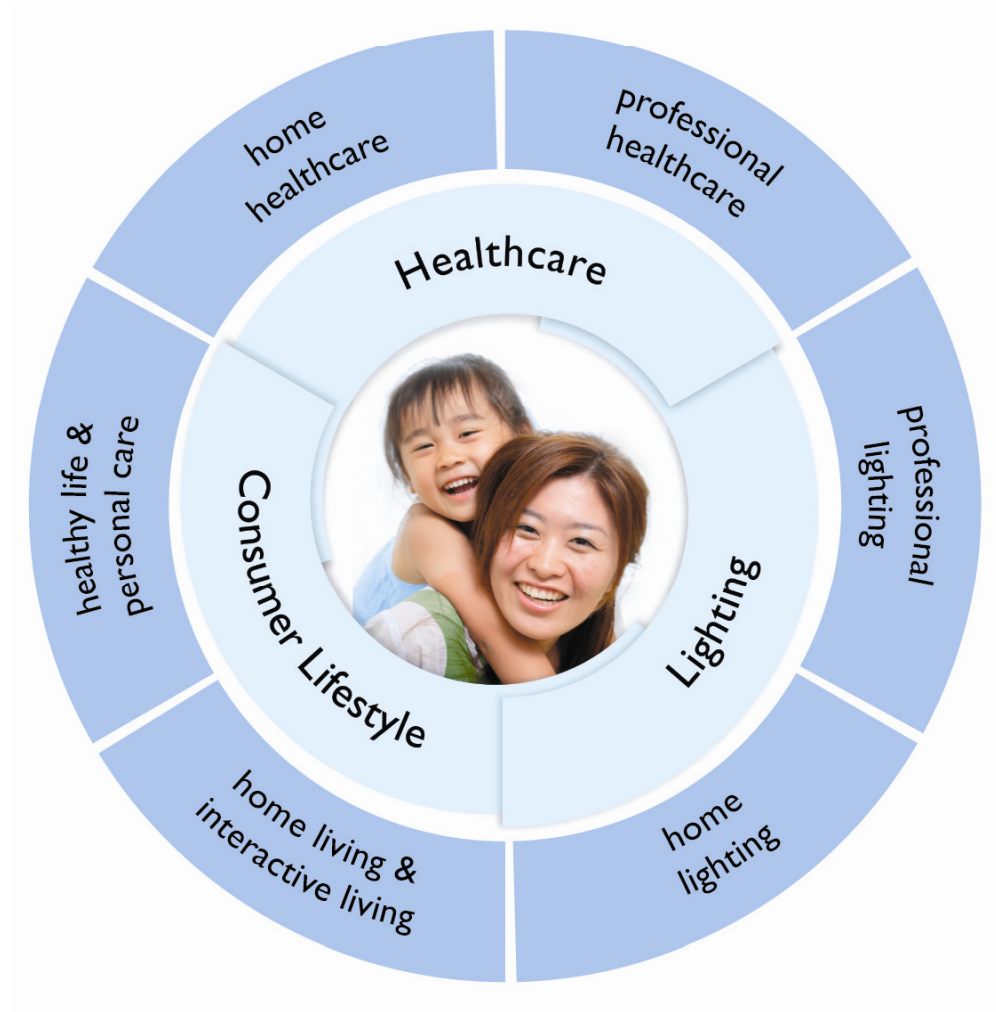 home
healthcare
professional
healthcare
Healthcare
healthy life &
personal care
Consumer Lifestyle
professional
lighting
Lighting
home living &
interactive living
home
lighting